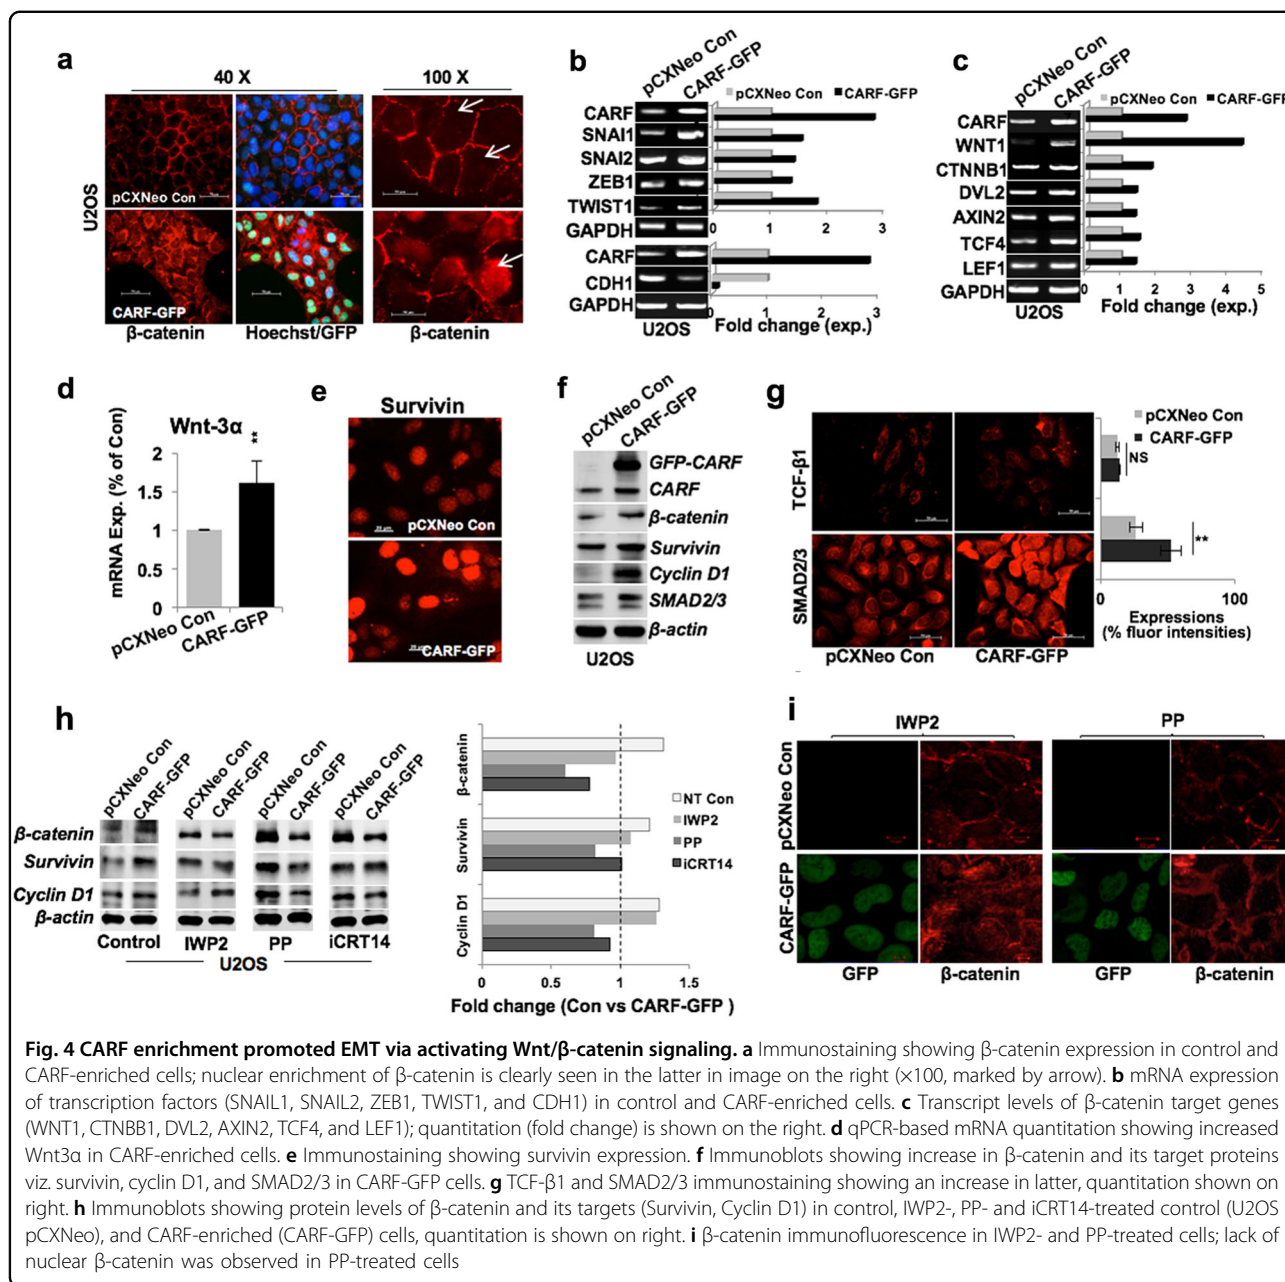 a
40 X
100 X
U2OS
pCXNeo Con
CARF-GFP
β-catenin
Hoechst/GFP
β-catenin
b
pCXNeo Con
CARF-GFP
pCXNeo Con
CARF-GFP
CARF
SNAI1
SNAI2
ZEB1
TWIST1
GAPDH
0 1 2 3
CARF
CDH1
GAPDH
0 1 2 3
U2OS
Fold change (exp.)
c
pCXNeo Con
CARF-GFP
pCXNeo Con
CARF-GFP
CARF
WNT1
CTNNB1
DVL2
AXIN2
TCF4
LEF1
GAPDH
0 1 2 3 4 5
U2OS
Fold change (exp.)
d
Wnt-3α
**
mRNA Exp. (% of Con)
2
1.5
1
0.5
0
pCXNeo Con
CARF-GFP
e
Survivin
pCXNeo Con
CARF-GFP
f
pCXNeo Con
CARF-GFP
GFP-CARF
CARF
β-catenin
Survivin
Cyclin D1
SMAD2/3
β-actin
U2OS
g
pCXNeo Con
CARF-GFP
TCF-β1
NS
SMAD2/3
**
0 100
Expressions
(% fluor intensities)
pCXNeo Con
CARF-GFP
h
pCXNeo Con
CARF-GFP
pCXNeo Con
CARF-GFP
pCXNeo Con
CARF-GFP
pCXNeo Con
CARF-GFP
β-catenin
Survivin
Cyclin D1
β-actin
Control IWP2 PP iCRT14
U2OS
β-catenin
Survivin
Cyclin D1
NT Con
IWP2
PP
iCRT14
0 0.5 1 1.5
Fold change (Con vs CARF-GFP )
i
IWP2
PP
pCXNeo Con
CARF-GFP
GFP
β-catenin
GFP
β-catenin
Fig. 4 CARF enrichment promoted EMT via activating Wnt/β-catenin signaling. a Immunostaining showing β-catenin expression in control and
CARF-enriched cells; nuclear enrichment of β-catenin is clearly seen in the latter in image on the right (×100, marked by arrow). b mRNA expression
of transcription factors (SNAIL1, SNAIL2, ZEB1, TWIST1, and CDH1) in control and CARF-enriched cells. c Transcript levels of β-catenin target genes
(WNT1, CTNBB1, DVL2, AXIN2, TCF4, and LEF1); quantitation (fold change) is shown on the right. d qPCR-based mRNA quantitation showing increased
Wnt3α in CARF-enriched cells. e Immunostaining showing survivin expression. f Immunoblots showing increase in β-catenin and its target proteins
viz. survivin, cyclin D1, and SMAD2/3 in CARF-GFP cells. g TCF-β1 and SMAD2/3 immunostaining showing an increase in latter, quantitation shown on
right. h Immunoblots showing protein levels of β-catenin and its targets (Survivin, Cyclin D1) in control, IWP2-, PP- and iCRT14-treated control (U2OS
pCXNeo), and CARF-enriched (CARF-GFP) cells, quantitation is shown on right. i β-catenin immunofluorescence in IWP2- and PP-treated cells; lack of
nuclear β-catenin was observed in PP-treated cells